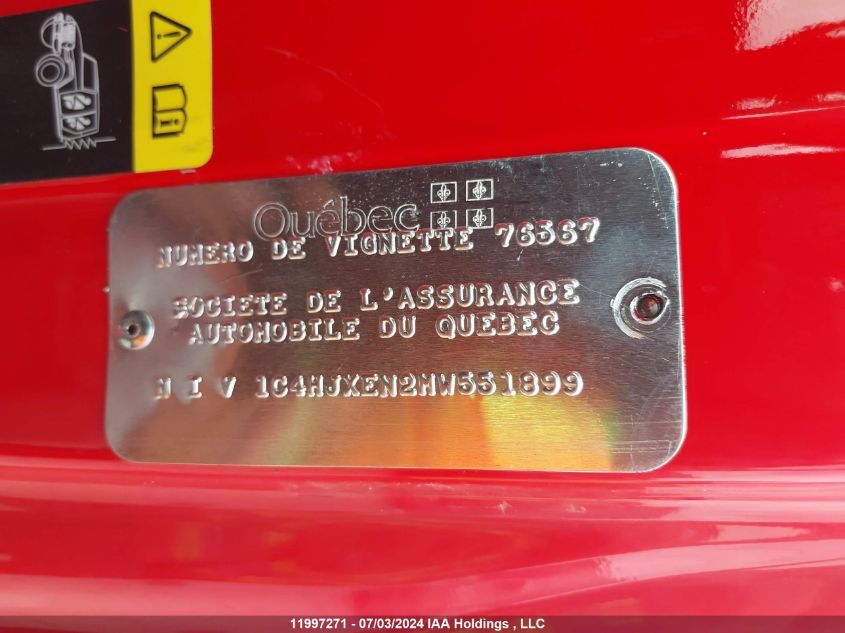 Québec
NUMERO DE VIGNETTE 76567
SOCIETE DE L'ASSURANCE
AUTOMOBILE DU QUEBEC
N I V 1C4HJXEN2MW551899
11997271 - 07/03/2024 IAA Holdings , LLC